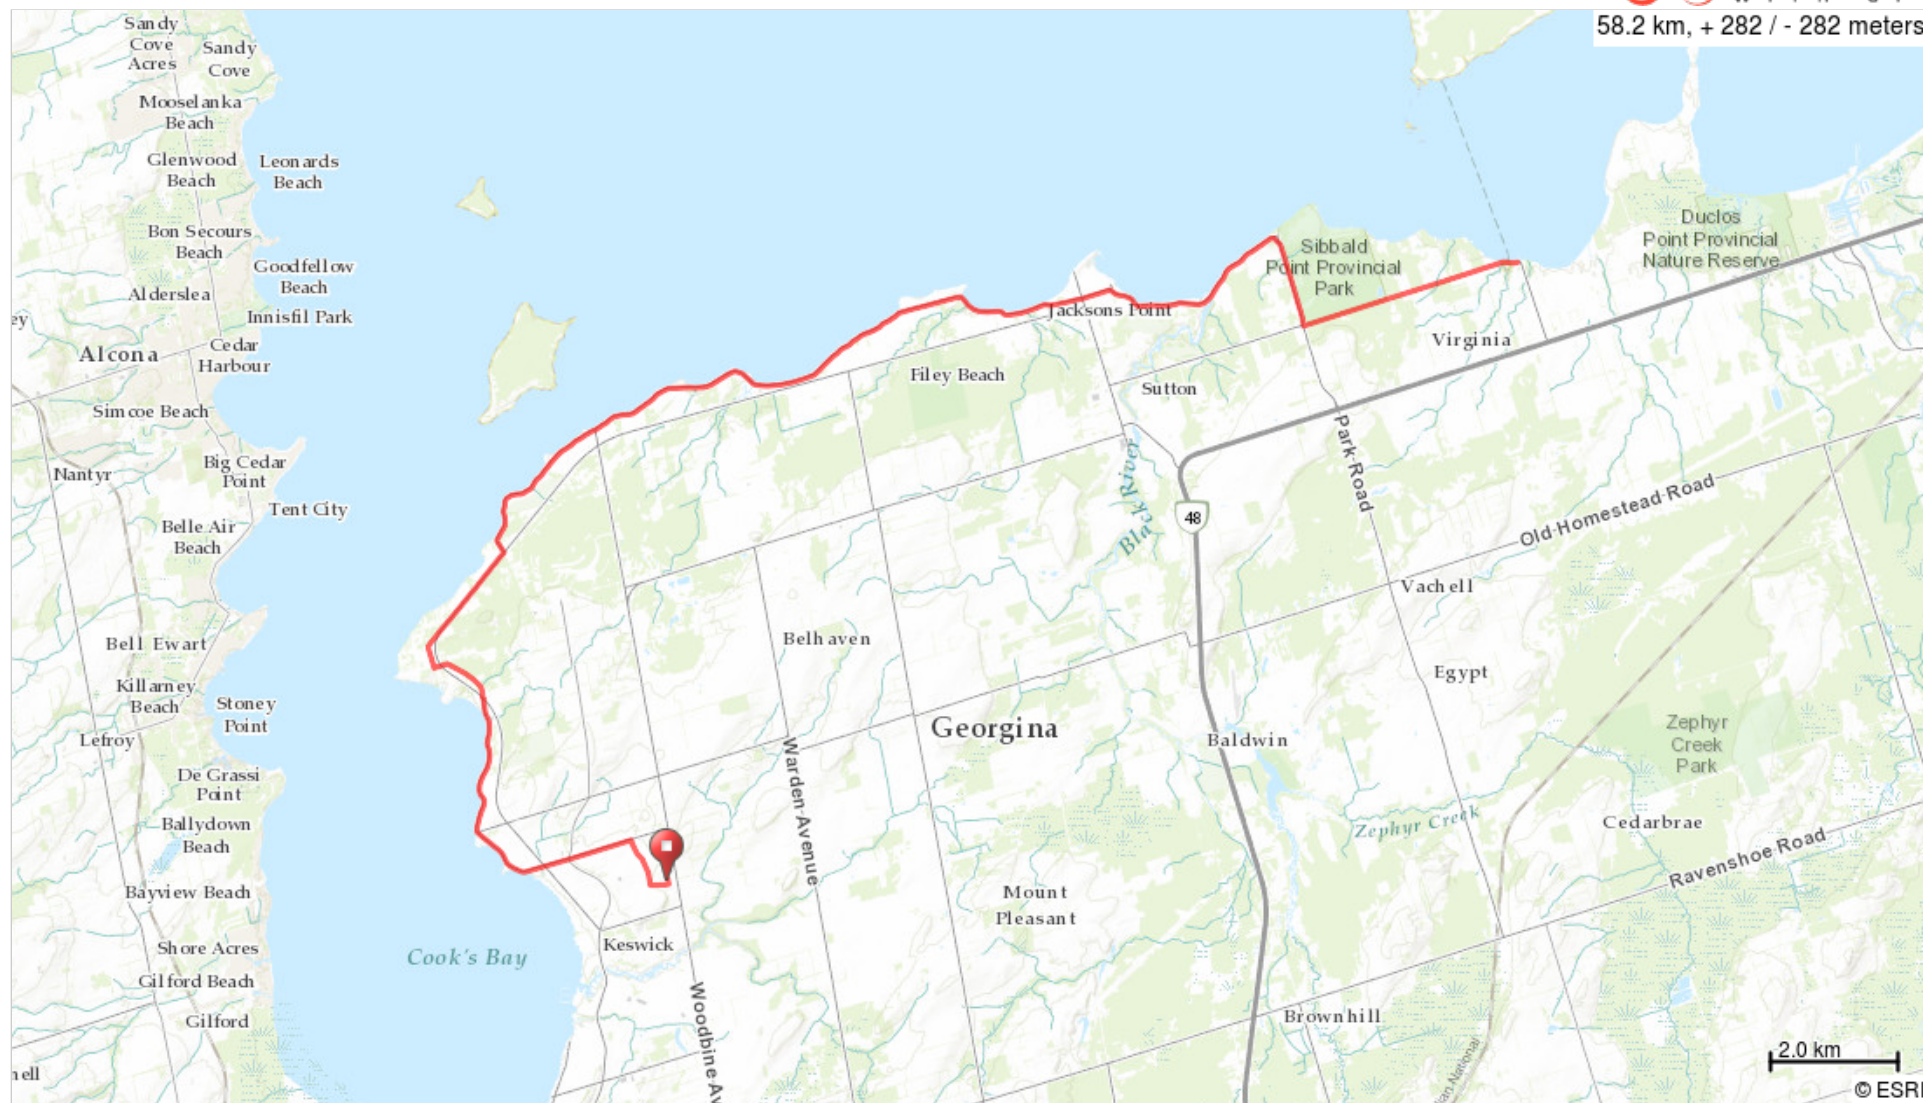 58.2 km, + 282 / - 282 meters
Sandy
Cove
Acres
Sandy
Cove
Mooselanka
Beach
Glenwood
Beach
Leonards
Beach
Bon Secours
Beach
Goodfellow
Beach
Alderslea
Innisfil Park
Alcona
Cedar
Harbour
Simcoe Beach
Nantyr
Big Cedar
Point
Tent City
Belle Air
Beach
Bell Ewart
Killarney
Beach
Stoney
Point
Lefroy
De Grassi
Point
Ballydown
Beach
Bayview Beach
Shore Acres
Gilford Beach
Gilford
Cook's Bay
Keswick
Woodbine Av
Warden Avenue
Belhaven
Georgina
Mount
Pleasant
Filey Beach
Jacksons Point
Sutton
Black River
48
Sibbald
Point Provincial
Park
Virginia
Duclos
Point Provincial
Nature Reserve
Park Road
Old Homestead Road
Vachell
Egypt
Baldwin
Zephyr
Creek
Park
Zephyr Creek
Cedarbrae
Ravenshoe Road
Brownhill
an National
2.0 km
© ESRI